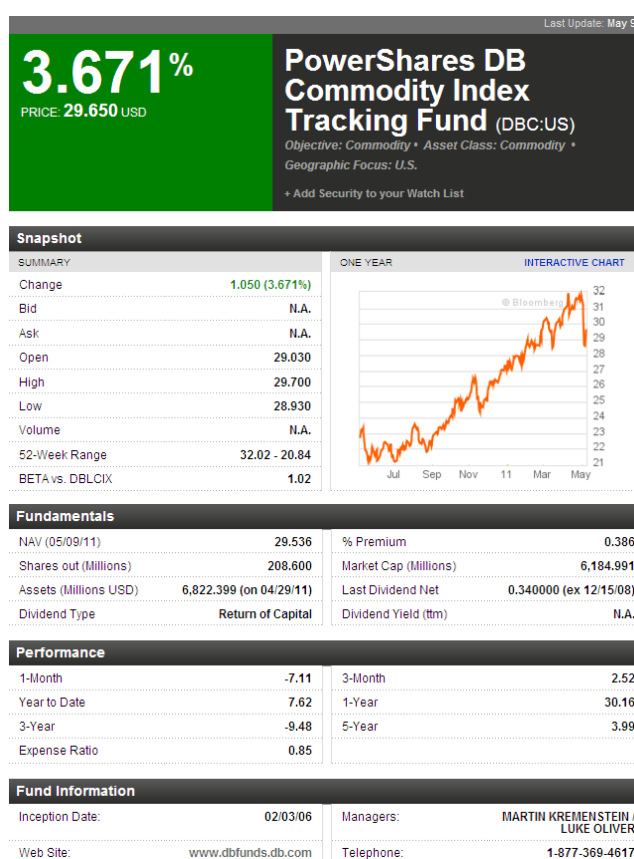 Last Update: May 9
3.671%
PRICE: 29.650 USD
PowerShares DB
Commodity Index
Tracking Fund (DBC:US)
Objective: Commodity • Asset Class: Commodity •
Geographic Focus: U.S.
+ Add Security to your Watch List
Snapshot
SUMMARY
Change 1.050 (3.671%)
Bid N.A.
Ask N.A.
Open 29.030
High 29.700
Low 28.930
Volume N.A.
52-Week Range 32.02 - 20.84
BETA vs. DBLCIX 1.02
ONE YEAR INTERACTIVE CHART
© Bloomberg
32
31
30
29
28
27
26
25
24
23
22
21
Jul Sep Nov 11 Mar May
Fundamentals
NAV (05/09/11) 29.536 % Premium 0.386
Shares out (Millions) 208.600 Market Cap (Millions) 6,184.991
Assets (Millions USD) 6,822.399 (on 04/29/11) Last Dividend Net 0.340000 (ex 12/15/08)
Dividend Type Return of Capital Dividend Yield (ttm) N.A.
Performance
1-Month -7.11 3-Month 2.52
Year to Date 7.62 1-Year 30.16
3-Year -9.48 5-Year 3.99
Expense Ratio 0.85
Fund Information
Inception Date: 02/03/06 Managers: MARTIN KREMENSTEIN /
LUKE OLIVER
Web Site: www.dbfunds.db.com Telephone: 1-877-369-4617